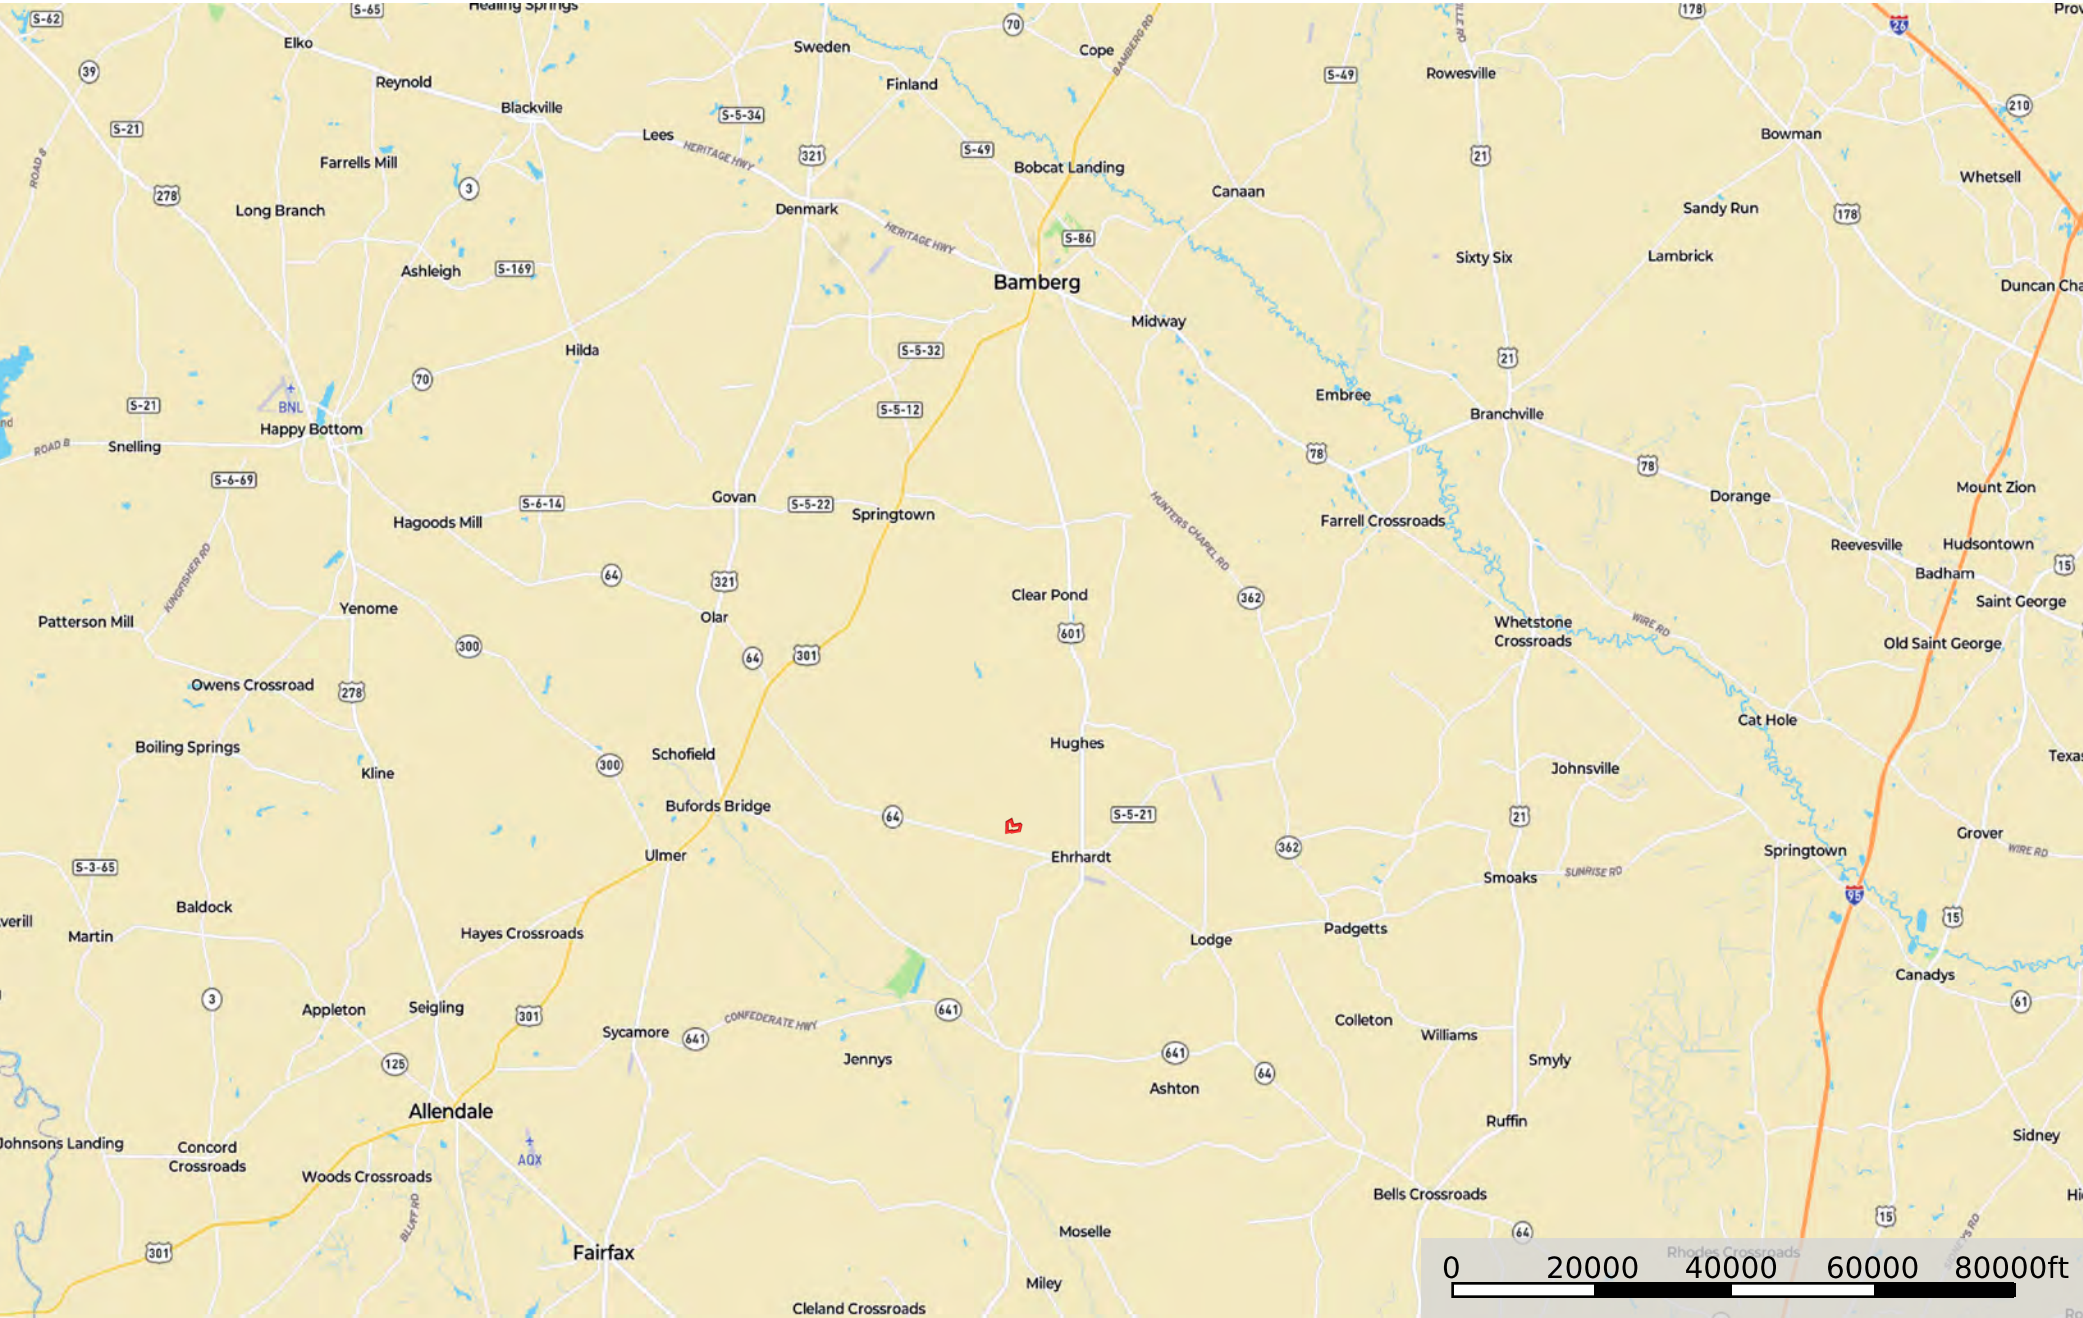 S-62
S-65
Healing Springs
70
178
26
Elko
Sweden
Cope
BAMBERG RD
39
Reynold
Finland
S-49
Rowesville
Blackville
S-5-34
210
S-21
Lees
HERITAGE HWY
321
S-49
Bowman
ROAD B
Farrells Mill
Bobcat Landing
21
Whetsell
278
3
Canaan
Long Branch
Denmark
Sandy Run
178
HERITAGE HWY
S-86
Ashleigh
S-169
Sixty Six
Lambrick
Bamberg
Duncan Cha
Midway
Hilda
S-5-32
21
70
BNL
Embree
S-21
S-5-12
Branchville
Happy Bottom
ROAD B
Snelling
78
78
S-6-69
Govan
S-6-14
S-5-22
Dorange
Mount Zion
Hagoods Mill
Springtown
HUNTERS CHAPEL RD
Farrell Crossroads
Reevesville
Hudsontown
KINGFISHER RD
64
321
15
Badham
Yenome
Clear Pond
362
Saint George
Patterson Mill
Olar
601
Whetstone
Crossroads
WIRE RD
300
64
301
Old Saint George
Owens Crossroad
278
Cat Hole
Boiling Springs
Schofield
Hughes
Texas
Kline
300
Johnsville
Bufords Bridge
64
S-5-21
21
Grover
Ulmer
Ehrhardt
362
Springtown
WIRE RD
S-3-65
Smoaks
SUNRISE RD
95
Baldock
verill
Martin
Hayes Crossroads
Lodge
Padgetts
15
Canadys
3
Appleton
Seigling
301
641
61
CONFEDERATE HWY
Sycamore
641
Colleton
Williams
Jennys
641
Smyly
125
64
Ashton
Allendale
Ruffin
Johnsons Landing
Concord
Crossroads
AQX
Sidney
Woods Crossroads
Bells Crossroads
Hi
BLUFF RD
15
Moselle
64
301
Fairfax
Rhodes Crossroads
0 20000 40000 60000 80000ft
Miley
Cleland Crossroads